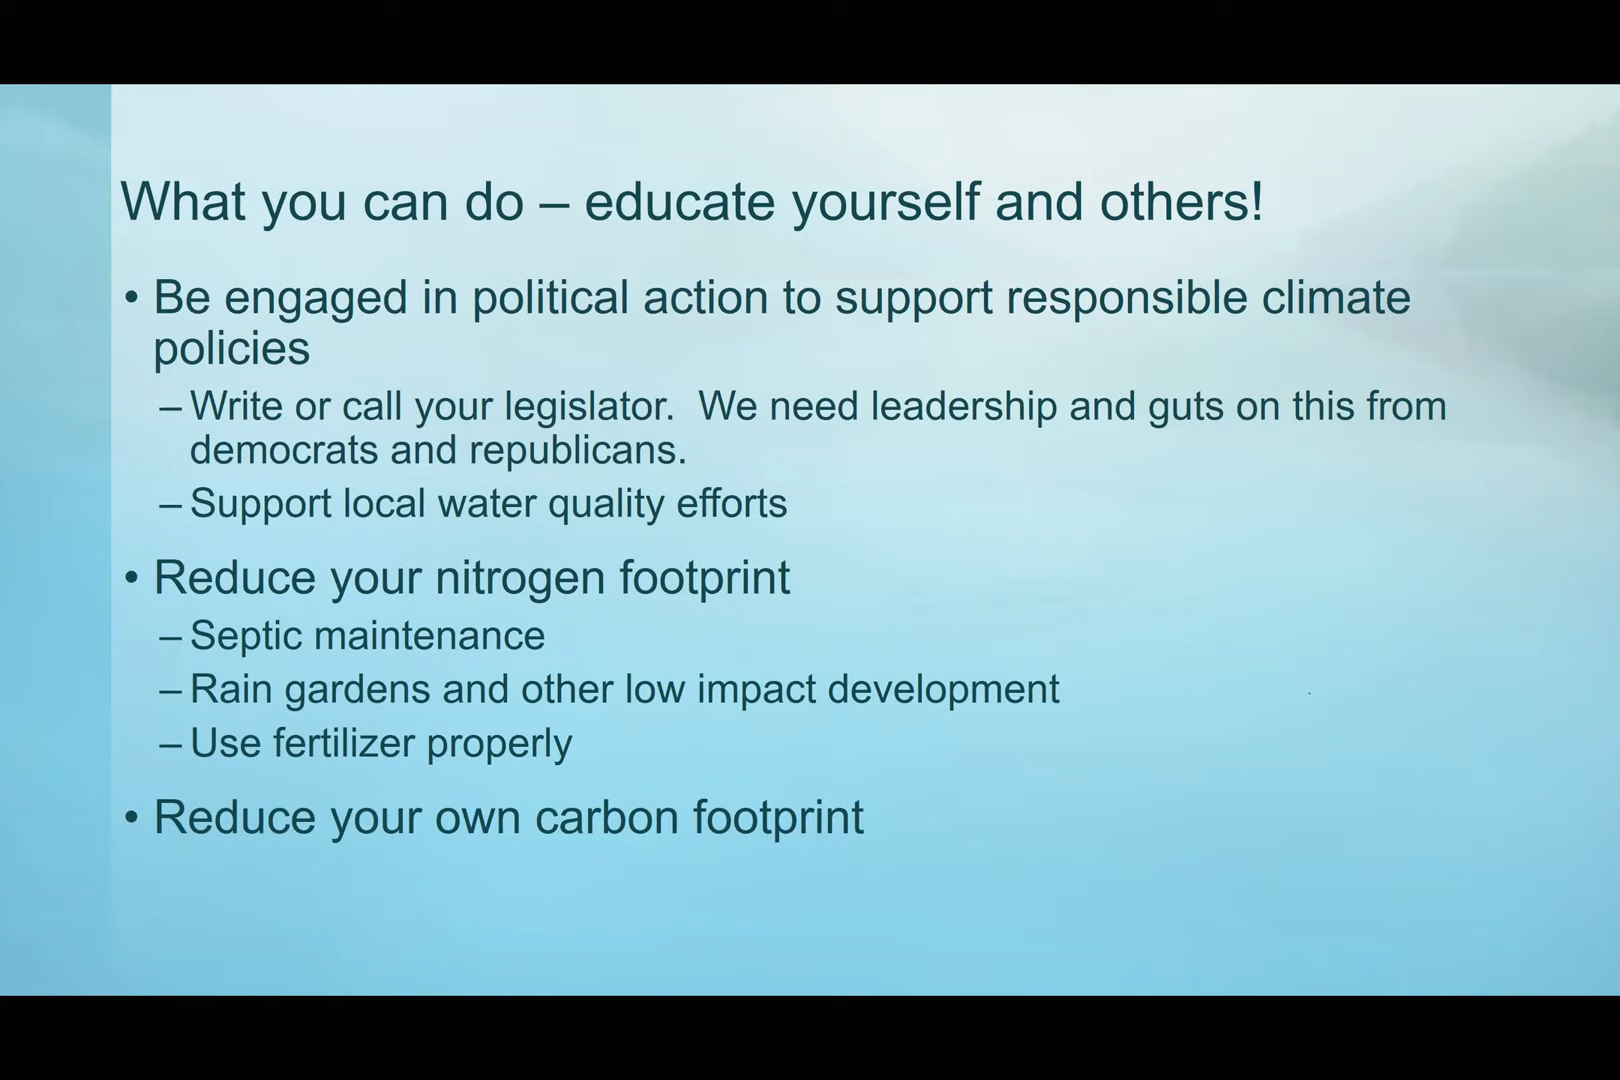 What you can do – educate yourself and others!
• Be engaged in political action to support responsible climate
policies
– Write or call your legislator.  We need leadership and guts on this from
democrats and republicans.
– Support local water quality efforts
• Reduce your nitrogen footprint
– Septic maintenance
– Rain gardens and other low impact development
– Use fertilizer properly
• Reduce your own carbon footprint